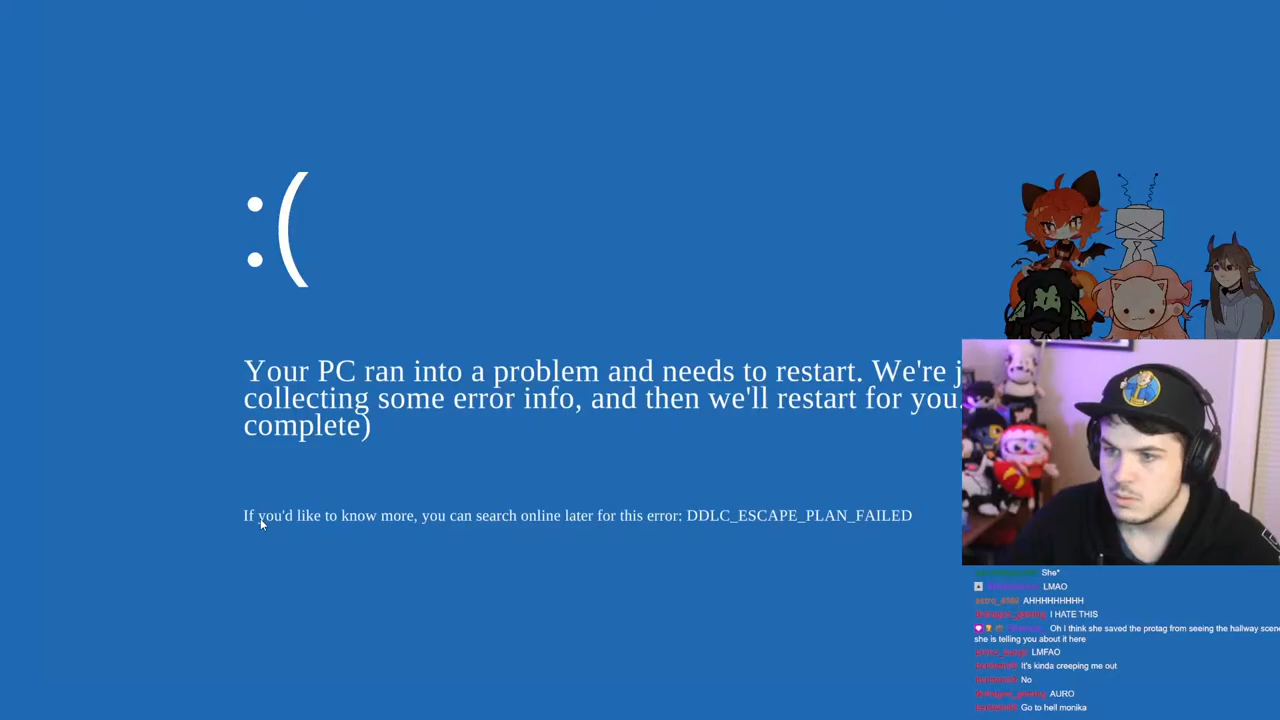 :(
Your PC ran into a problem and needs to restart. We're j
collecting some error info, and then we'll restart for you.
complete)
If you'd like to know more, you can search online later for this error: DDLC_ESCAPE_PLAN_FAILED
She*
LMAO
AHHHHHHHHH
I HATE THIS
Oh I think she saved the protag from seeing the hallway scene
she is telling you about it here
LMFAO
It's kinda creeping me out
No
AURO
Go to hell monika